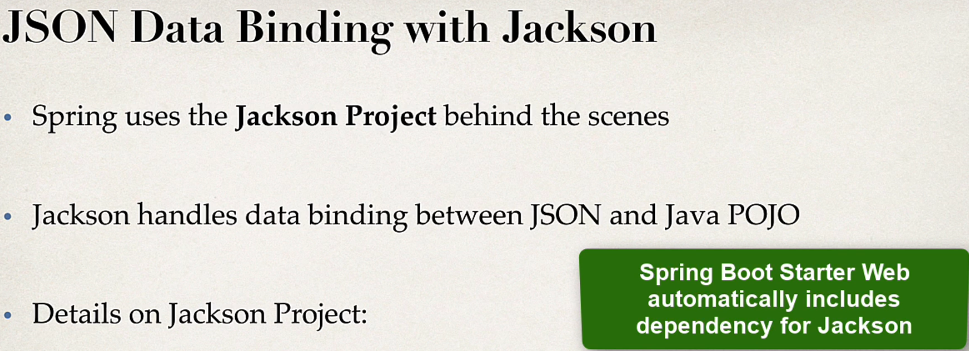 JSON Data Binding with Jackson
• Spring uses the Jackson Project behind the scenes
• Jackson handles data binding between JSON and Java POJO
• Details on Jackson Project:
Spring Boot Starter Web
automatically includes
dependency for Jackson